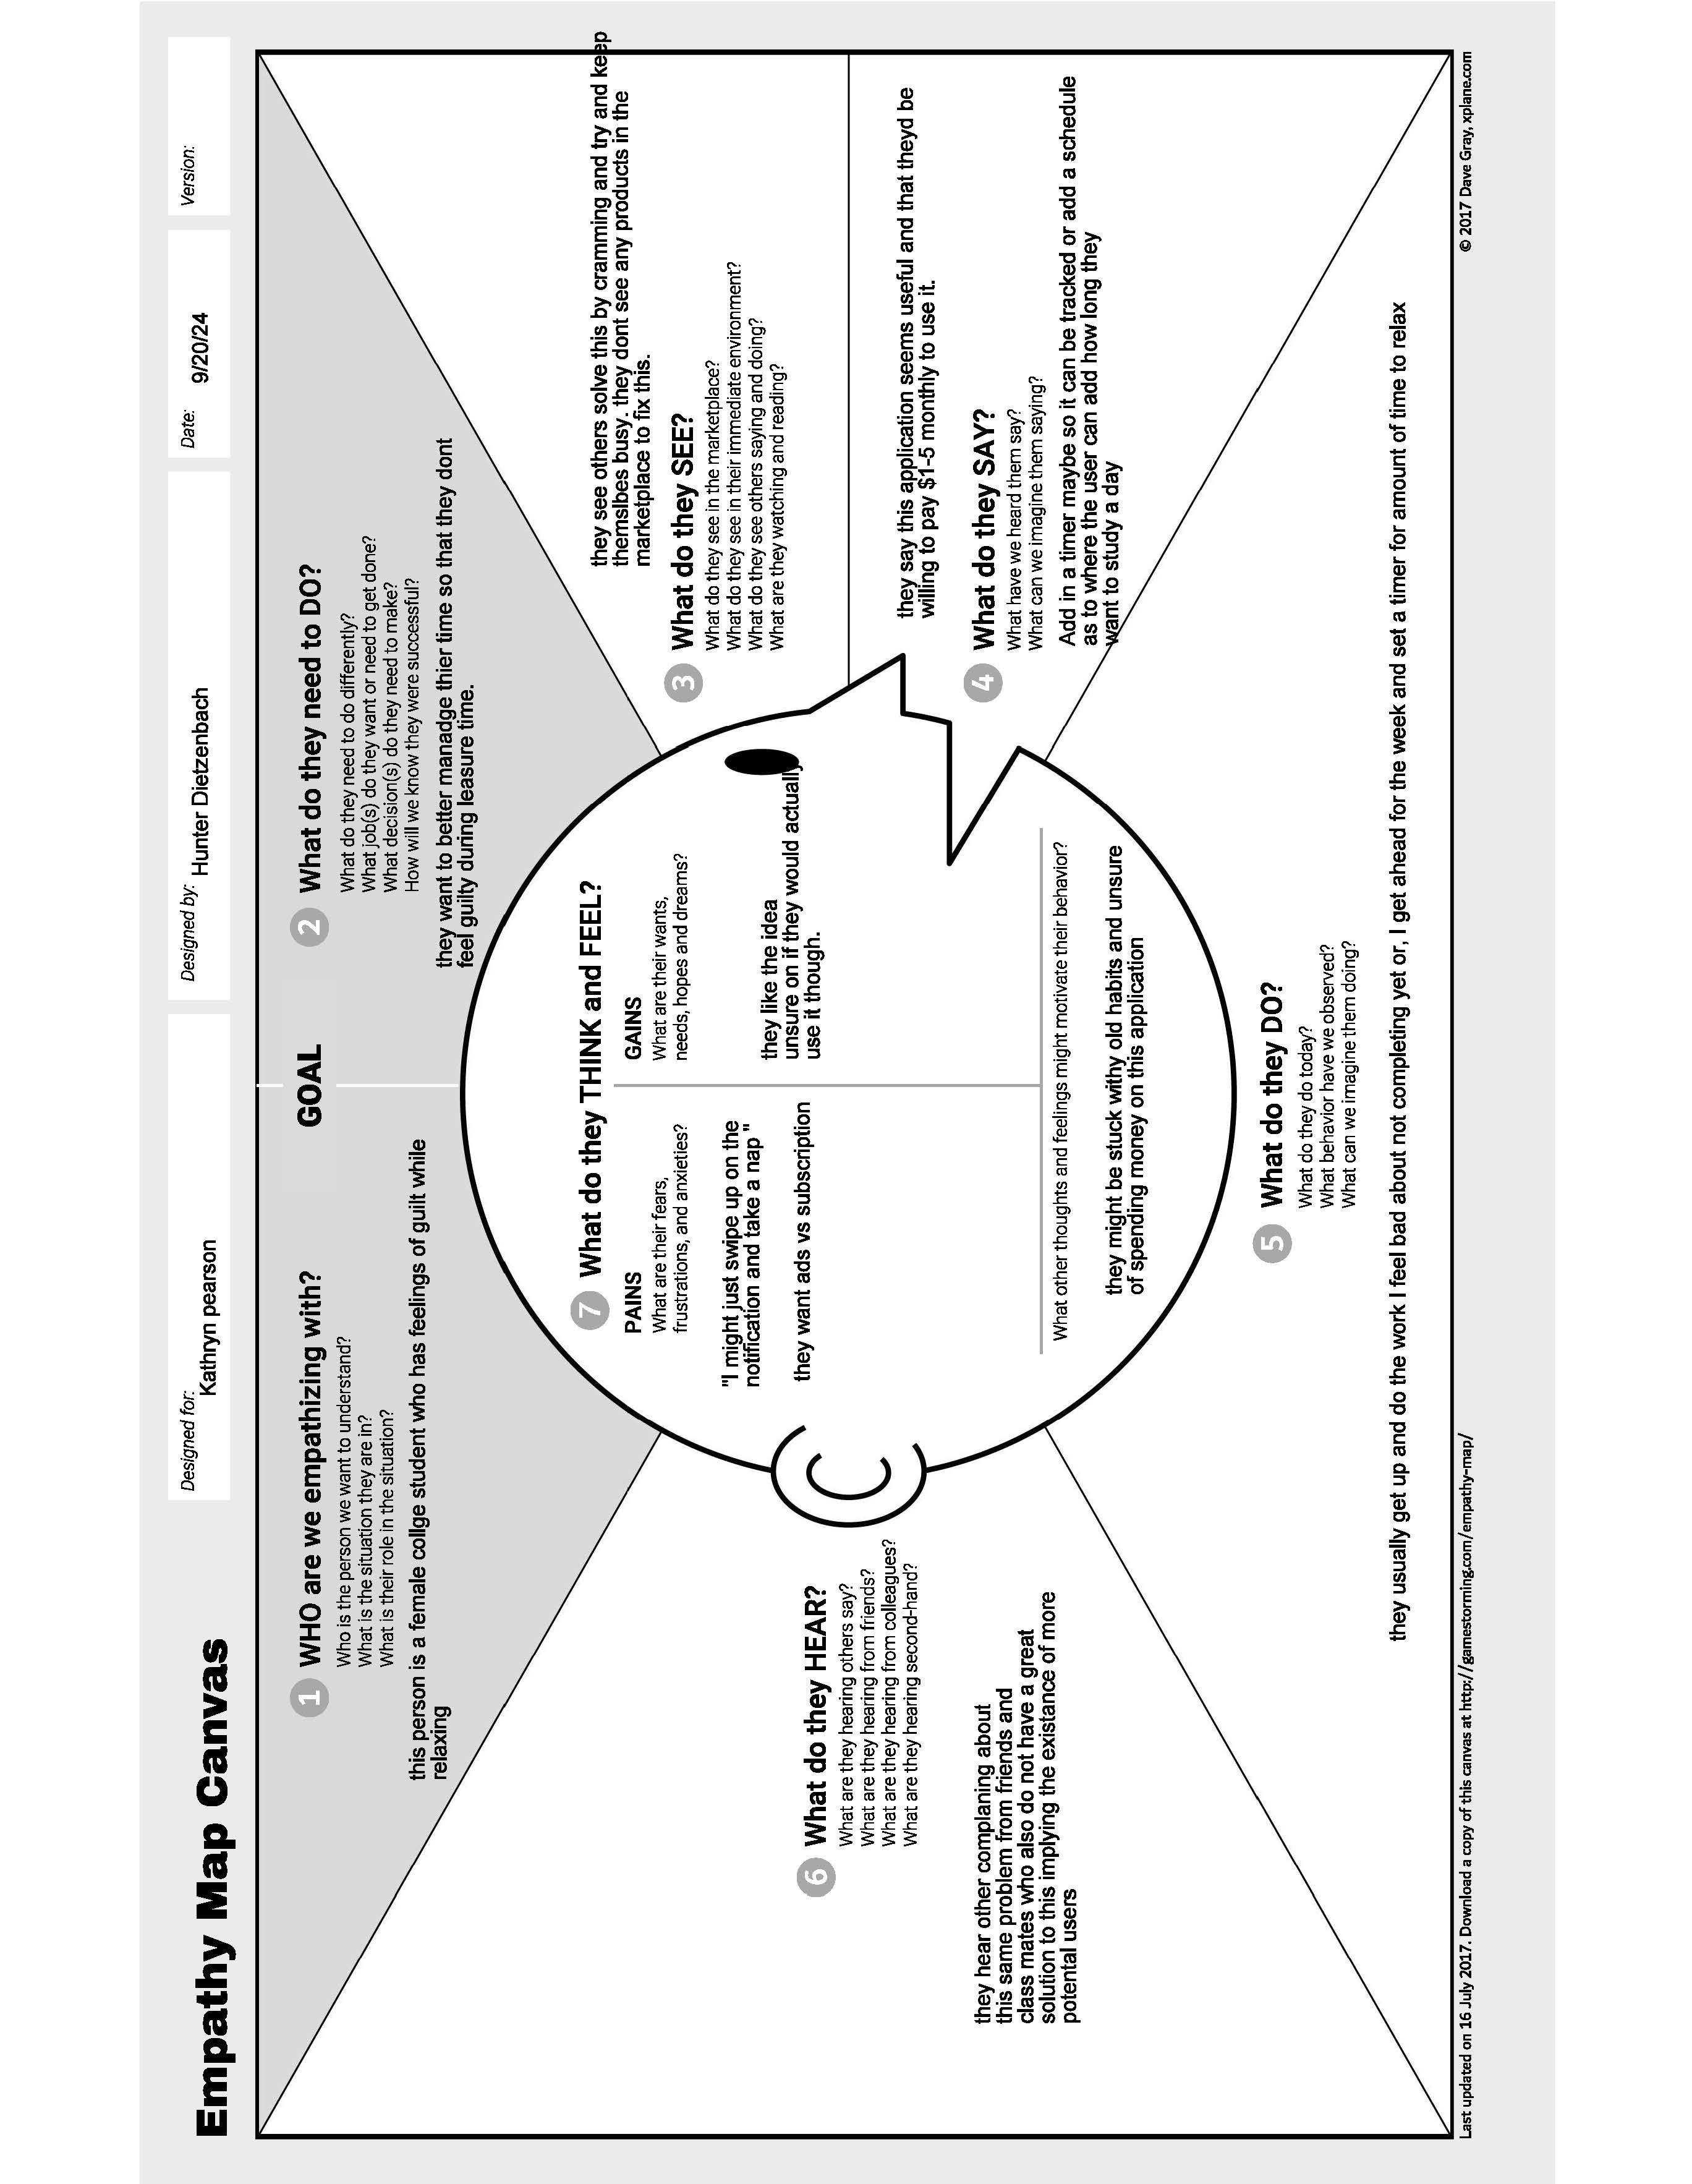 Empathy Map Canvas
Designed for:
Kathryn pearson
Designed by:
Hunter Dietzenbach
Date:
9/20/24
Version:
1 WHO are we empathizing with?
Who is the person we want to understand?
What is the situation they are in?
What is their role in the situation?
this person is a female collge student who has feelings of guilt while
relaxing
GOAL
2 What do they need to DO?
What do they need to do differently?
What job(s) do they want or need to get done?
What decision(s) do they need to make?
How will we know they were successful?
they want to better manadge thier time so that they dont
feel guilty during leasure time.
they see others solve this by cramming and try and keep
themslbes busy. they dont see any products in the
marketplace to fix this.
3 What do they SEE?
What do they see in the marketplace?
What do they see in their immediate environment?
What do they see others saying and doing?
What are they watching and reading?
they say this application seems useful and that theyd be
willing to pay $1-5 monthly to use it.
4 What do they SAY?
What have we heard them say?
What can we imagine them saying?
Add in a timer maybe so it can be tracked or add a schedule
as to where the user can add how long they
want to study a day
5 What do they DO?
What do they do today?
What behavior have we observed?
What can we imagine them doing?
they usually get up and do the work I feel bad about not completing yet or, I get ahead for the week and set a timer for amount of time to relax
6 What do they HEAR?
What are they hearing others say?
What are they hearing from friends?
What are they hearing from colleagues?
What are they hearing second-hand?
they hear other complaning about
this same problem from friends and
class mates who also do not have a great
solution to this implying the existance of more
potental users
7 What do they THINK and FEEL?
PAINS
What are their fears,
frustrations, and anxieties?
"I might just swipe up on the
notification and take a nap "
they want ads vs subscription
GAINS
What are their wants,
needs, hopes and dreams?
they like the idea
unsure on if they would actually
use it though.
What other thoughts and feelings might motivate their behavior?
they might be stuck withy old habits and unsure
of spending money on this application
Last updated on 16 July 2017. Download a copy of this canvas at http://gamestorming.com/empathy-map/
© 2017 Dave Gray, xplane.com